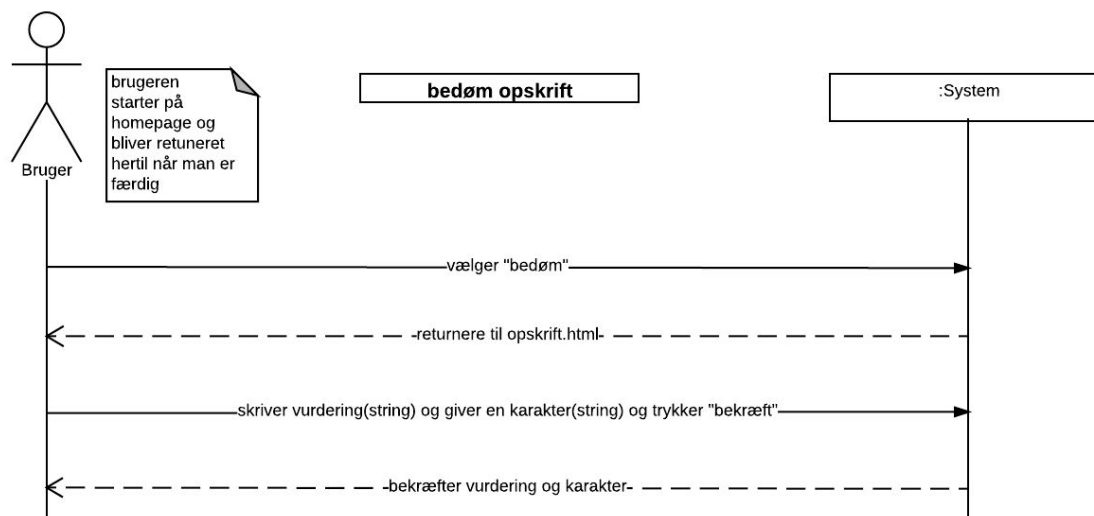 brugeren
starter på
homepage og
bliver retuneret
hertil når man er
færdig
bedøm opskrift
:System
Bruger
vælger "bedøm"
returnere til opskrift.html
skriver vurdering(string) og giver en karakter(string) og trykker "bekræft"
bekræfter vurdering og karakter